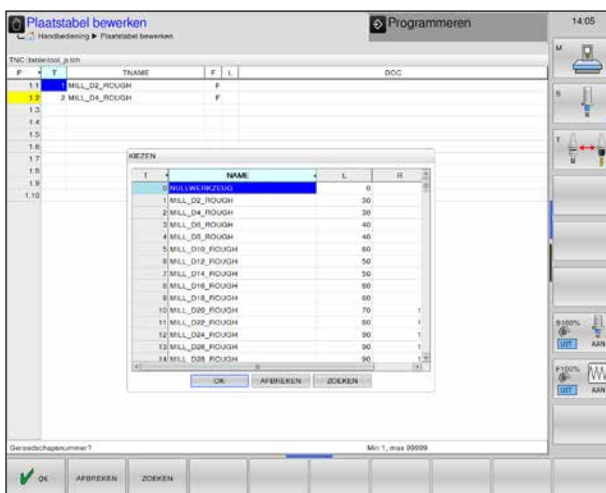 Plaatstabel bewerken
Programmeren
14:05
Handbediening ▶ Plaatstabel bewerken
TNC:\table\tool_p.tch
P T TNAME F L DOC
1.1 1 MILL_D2_ROUGH F
1.2 2 MILL_D4_ROUGH F
1.3
1.4
1.5
1.6
1.7
1.8
1.9
1.10
KIEZEN
T NAME L R
0 NULLWERKZEUG 0
1 MILL_D2_ROUGH 30
2 MILL_D4_ROUGH 30
3 MILL_D6_ROUGH 40
4 MILL_D8_ROUGH 40
5 MILL_D10_ROUGH 60
6 MILL_D12_ROUGH 50
7 MILL_D14_ROUGH 50
8 MILL_D16_ROUGH 60
9 MILL_D18_ROUGH 60
10 MILL_D20_ROUGH 70 1
11 MILL_D22_ROUGH 80 1
12 MILL_D24_ROUGH 90 1
13 MILL_D26_ROUGH 90 1
14 MILL_D28_ROUGH 90 1
OK AFBREKEN ZOEKEN
M
S
T
S100%
UIT AAN
F100%
UIT AAN
Gereedschapsnummer?
Min 1, max 99999
OK AFBREKEN ZOEKEN